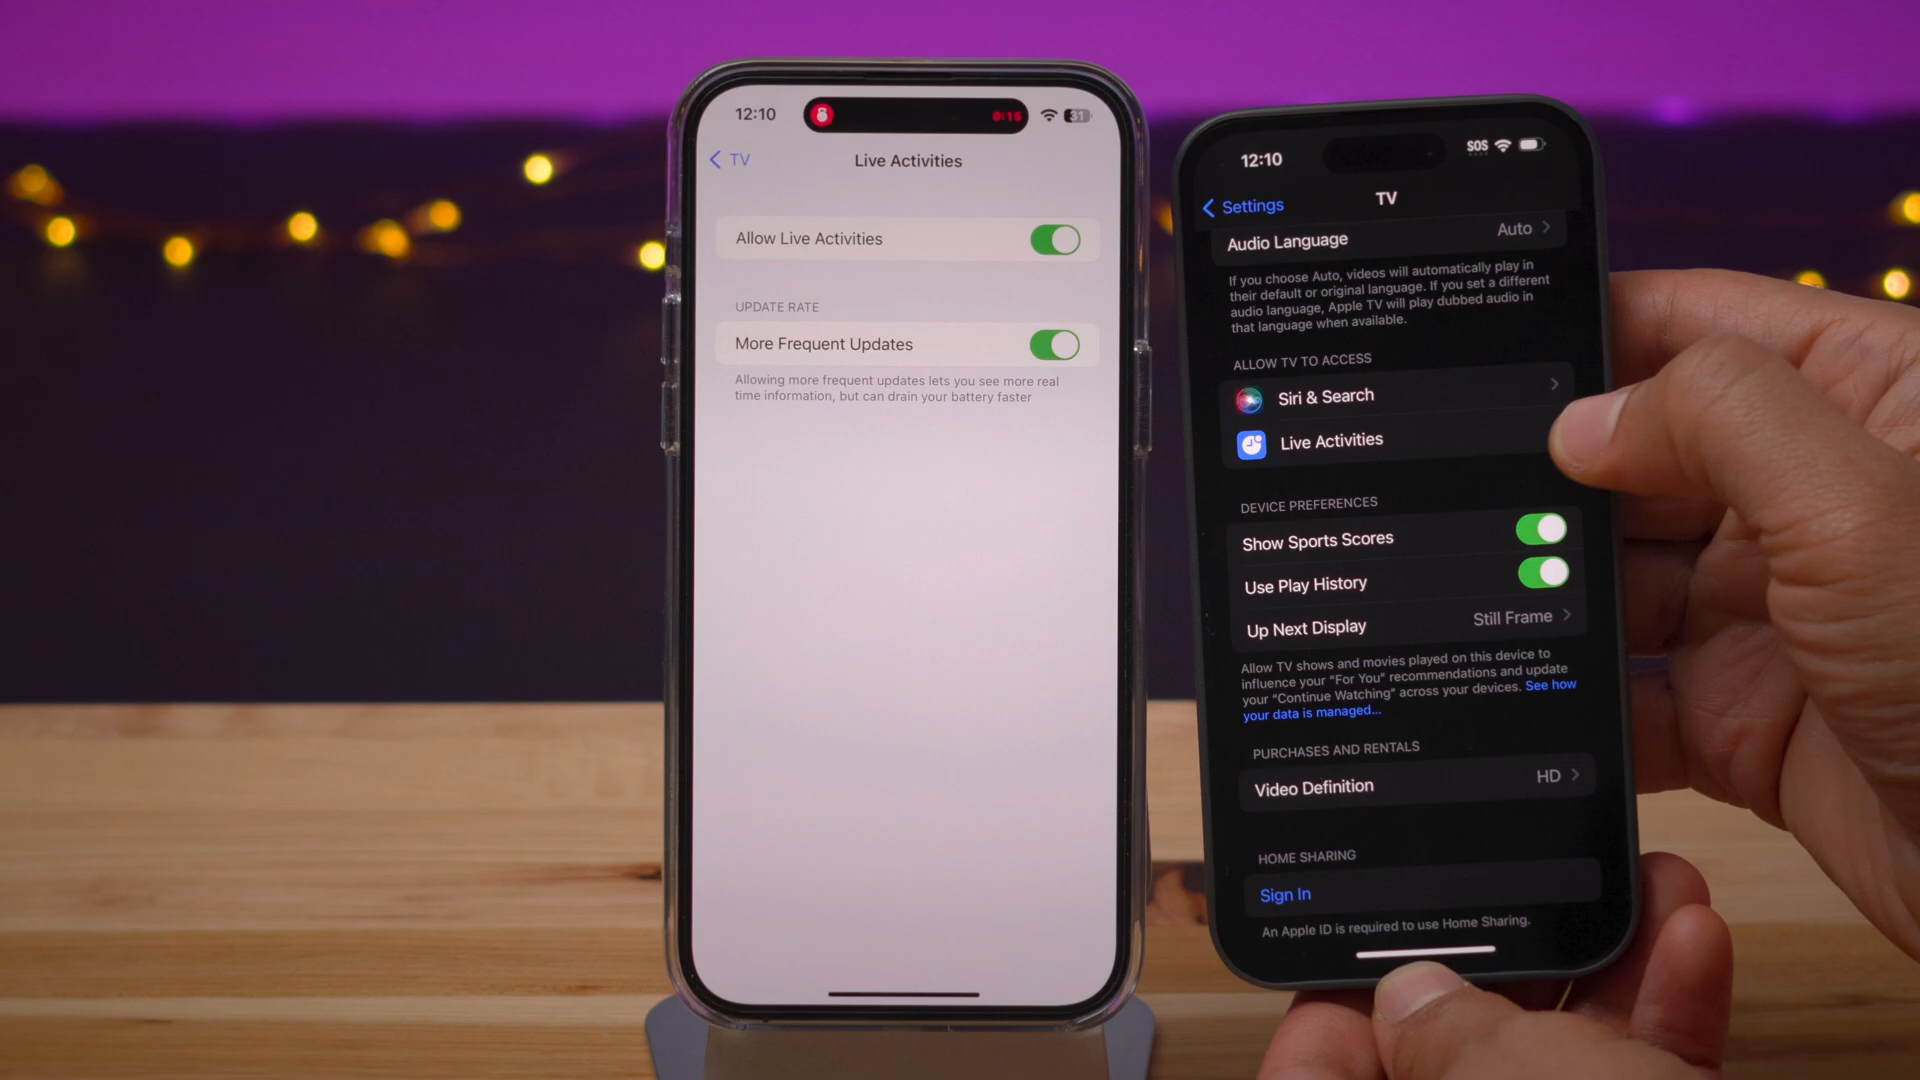 12:10
0:15
31
TV
Live Activities
Allow Live Activities
UPDATE RATE
More Frequent Updates
Allowing more frequent updates lets you see more real
time information, but can drain your battery faster
12:10
SOS
Settings
TV
Audio Language
Auto
If you choose Auto, videos will automatically play in
their default or original language. If you set a different
audio language, Apple TV will play dubbed audio in
that language when available.
ALLOW TV TO ACCESS
Siri & Search
Live Activities
DEVICE PREFERENCES
Show Sports Scores
Use Play History
Up Next Display
Still Frame
Allow TV shows and movies played on this device to
influence your “For You” recommendations and update
your “Continue Watching” across your devices. See how
your data is managed...
PURCHASES AND RENTALS
Video Definition
HD
HOME SHARING
Sign In
An Apple ID is required to use Home Sharing.